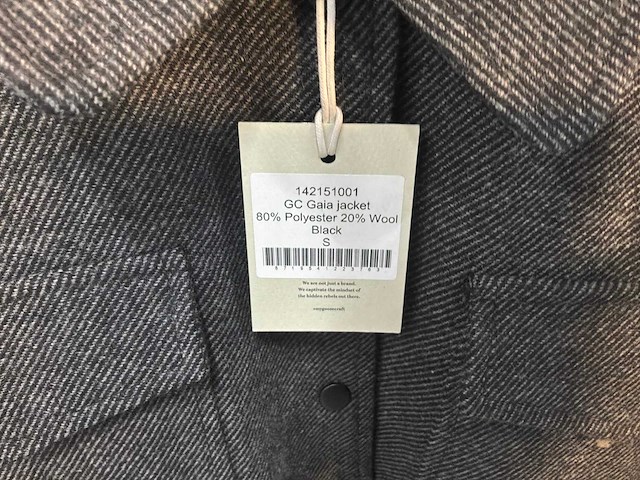 142151001
GC Gaia jacket
80% Polyester 20% Wool
Black
S
We are not just a brand.
We captivate the mindset of
the hidden rebels out there.